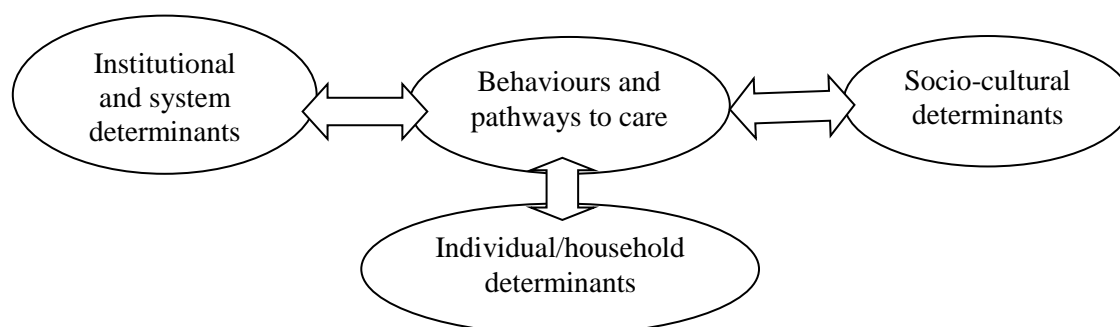 Institutional
and system
determinants
Behaviours and
pathways to care
Socio-cultural
determinants
Individual/household
determinants